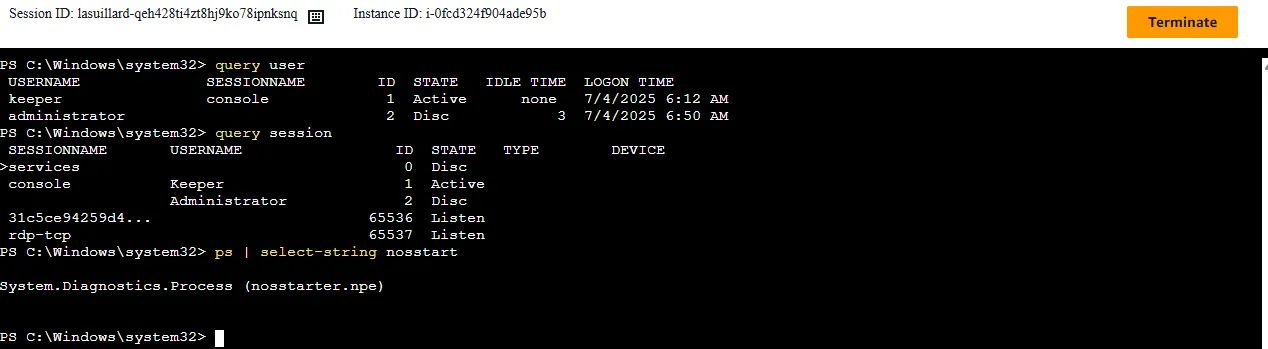 Session ID: lasuillard-qeh428ti4zt8hj9ko78ipnksnq Instance ID: i-0fcd324f904ade95b Terminate
PS C:\Windows\system32> query user
 USERNAME              SESSIONNAME        ID  STATE   IDLE TIME  LOGON TIME
 keeper                console             1  Active      none   7/4/2025 6:12 AM
 administrator                             2  Disc            3  7/4/2025 6:50 AM
PS C:\Windows\system32> query session
 SESSIONNAME       USERNAME                 ID  STATE   TYPE        DEVICE
>services                                    0  Disc
 console           Keeper                    1  Active
                   Administrator             2  Disc
 31c5ce94259d4...                        65536  Listen
 rdp-tcp                                 65537  Listen
PS C:\Windows\system32> ps | select-string nosstart
System.Diagnostics.Process (nosstarter.npe)
PS C:\Windows\system32>